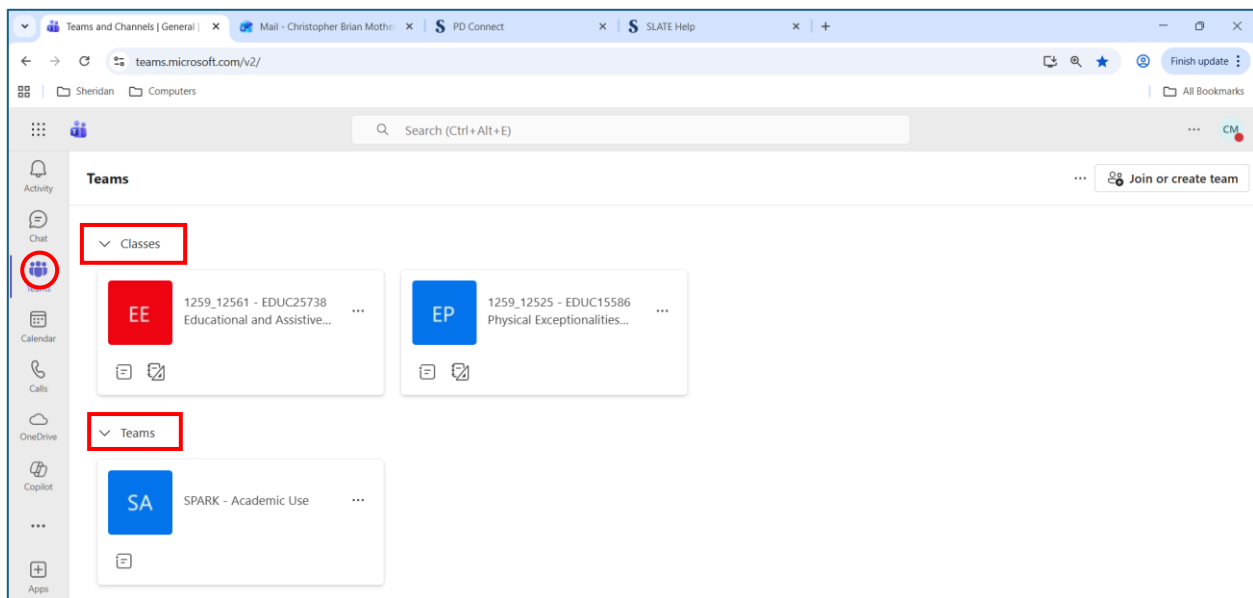 Teams and Channels | General |
Mail - Christopher Brian Mothe
S PD Connect
S SLATE Help
teams.microsoft.com/v2/
Finish update
Sheridan
Computers
All Bookmarks
Search (Ctrl+Alt+E)
CM
Activity
Chat
Teams
Calendar
Calls
OneDrive
Copilot
Apps
Teams
Join or create team
Classes
EE
1259_12561 - EDUC25738
Educational and Assistive...
EP
1259_12525 - EDUC15586
Physical Exceptionalities...
Teams
SA
SPARK - Academic Use